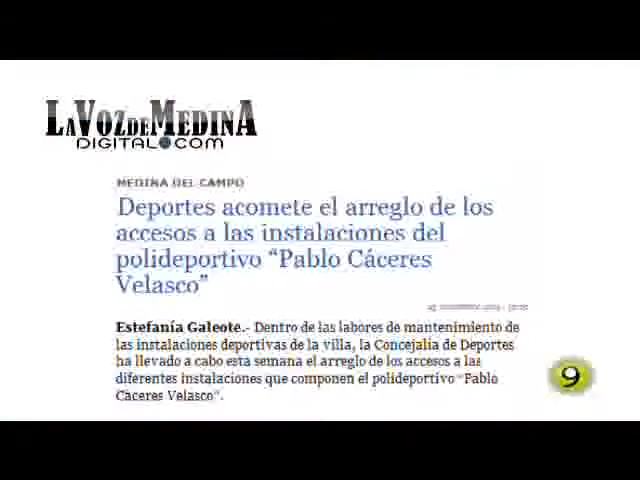 LAVOZDEMEDINA
DIGITAL.COM
MEDINA DEL CAMPO
Deportes acomete el arreglo de los
accesos a las instalaciones del
polideportivo “Pablo Cáceres
Velasco”
Estefanía Galeote.- Dentro de las labores de mantenimiento de
las instalaciones deportivas de la villa, la Concejalía de Deportes
ha llevado a cabo esta semana el arreglo de los accesos a las
diferentes instalaciones que componen el polideportivo “Pablo
Cáceres Velasco”.
9